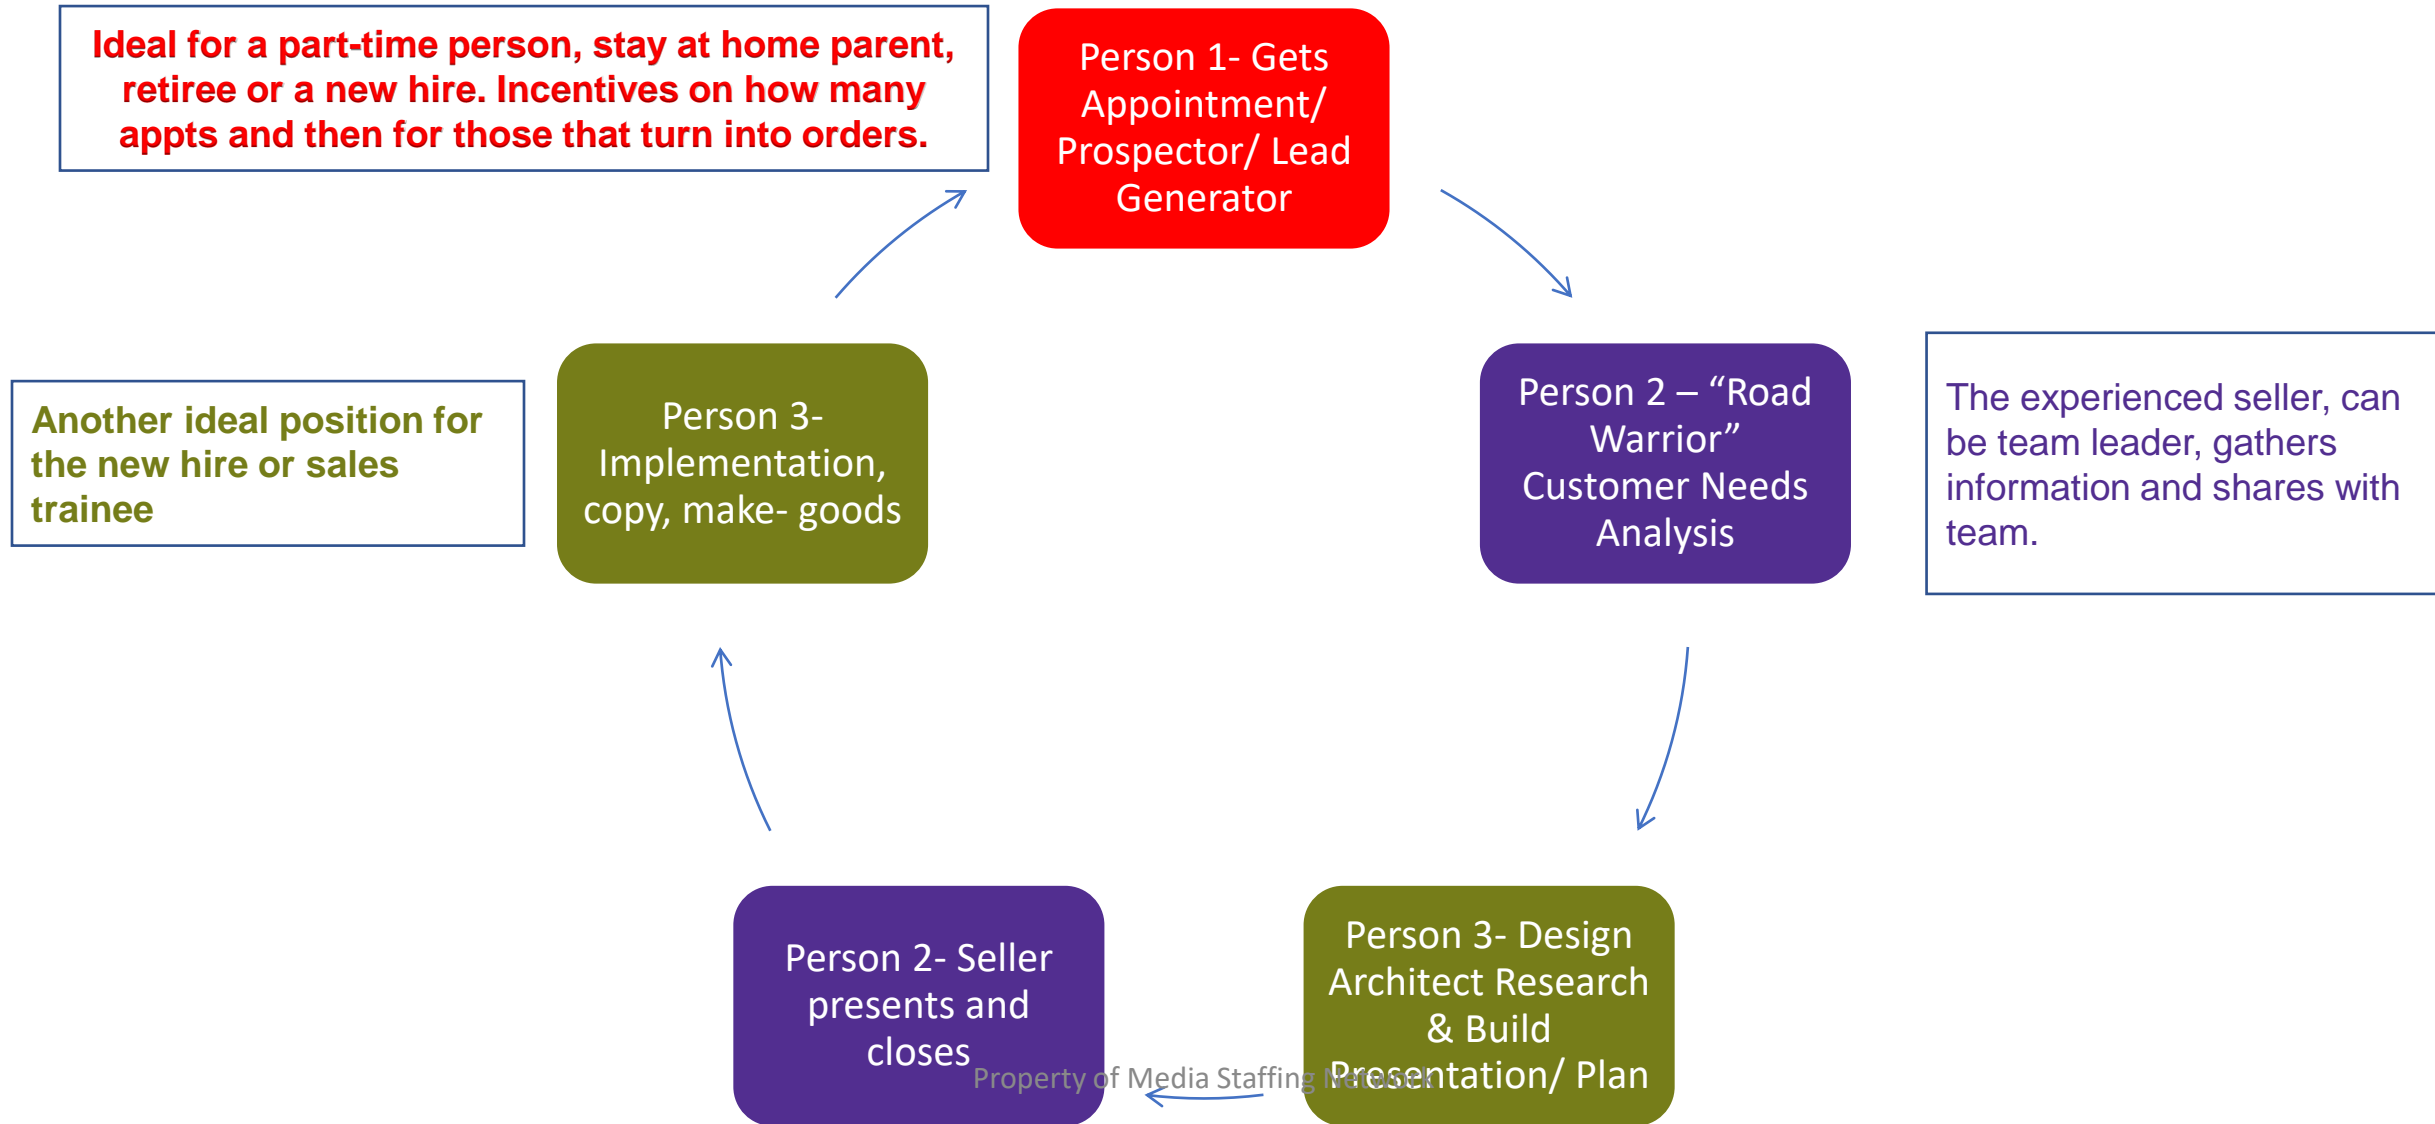 Ideal for a part-time person, stay at home parent,
retiree or a new hire. Incentives on how many
appts and then for those that turn into orders.
Person 1- Gets
Appointment/
Prospector/ Lead
Generator
Person 2 – “Road
Warrior”
Customer Needs
Analysis
The experienced seller, can
be team leader, gathers
information and shares with
team.
Person 3- Design
Architect Research
& Build
Presentation/ Plan
Person 2- Seller
presents and
closes
Person 3-
Implementation,
copy, make- goods
Another ideal position for
the new hire or sales
trainee
Property of Media Staffing Network